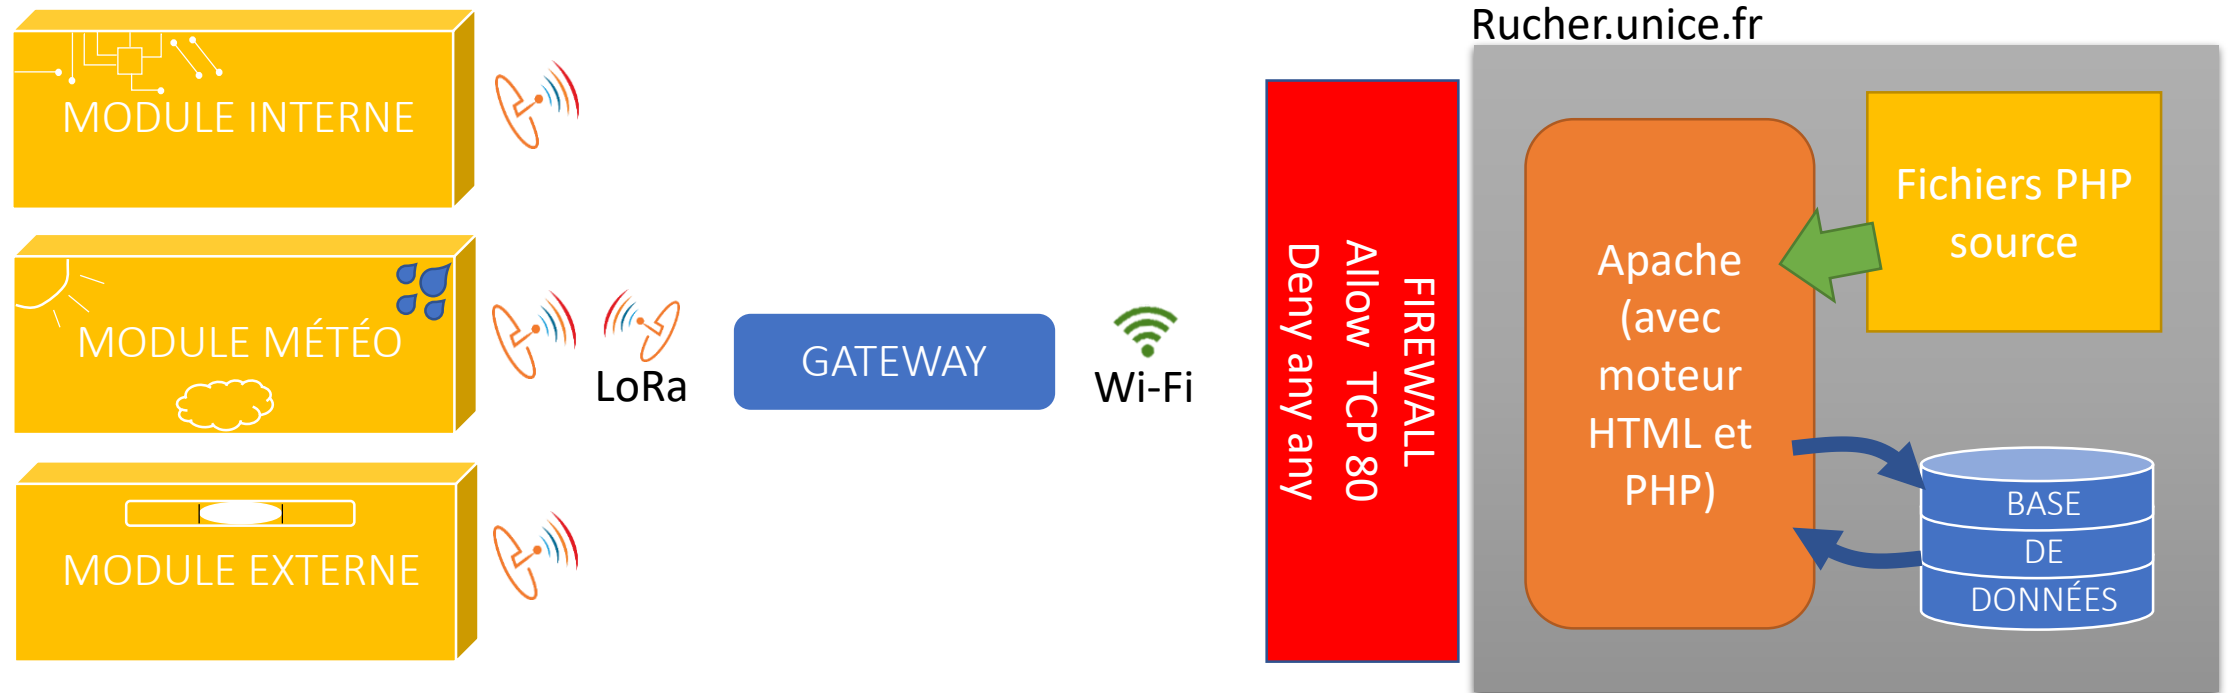 Rucher.unice.fr
MODULE INTERNE
MODULE MÉTÉO
MODULE EXTERNE
LoRa
GATEWAY
Wi-Fi
FIREWALL
Allow TCP 80
Deny any any
Apache
(avec
moteur
HTML et
PHP)
Fichiers PHP
source
BASE
DE
DONNÉES